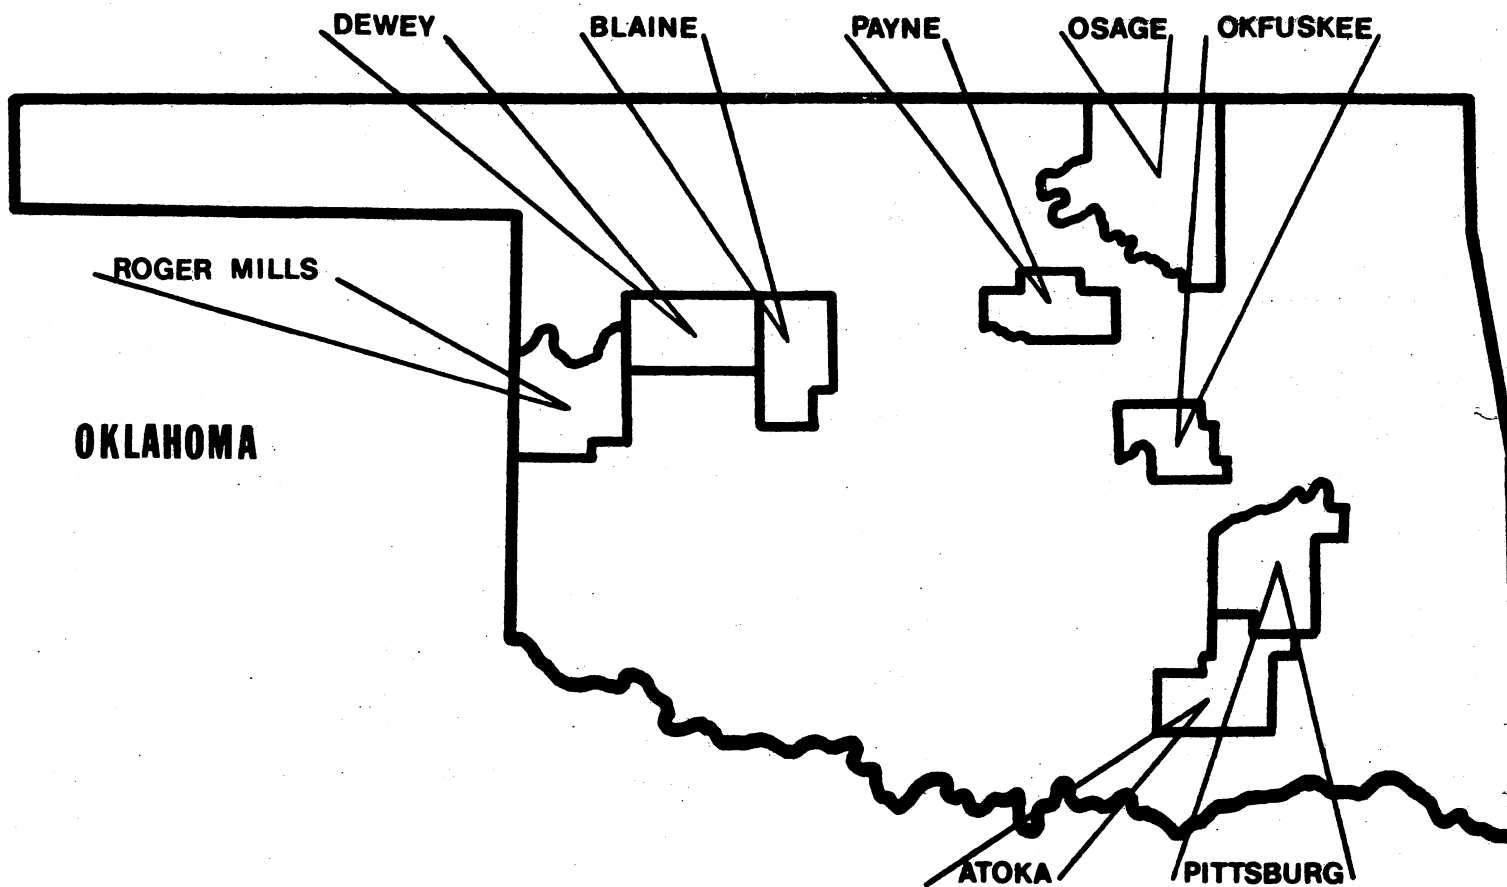 DEWEY
BLAINE
PAYNE
OSAGE
OKFUSKEE
ROGER MILLS
OKLAHOMA
ATOKA
PITTSBURG